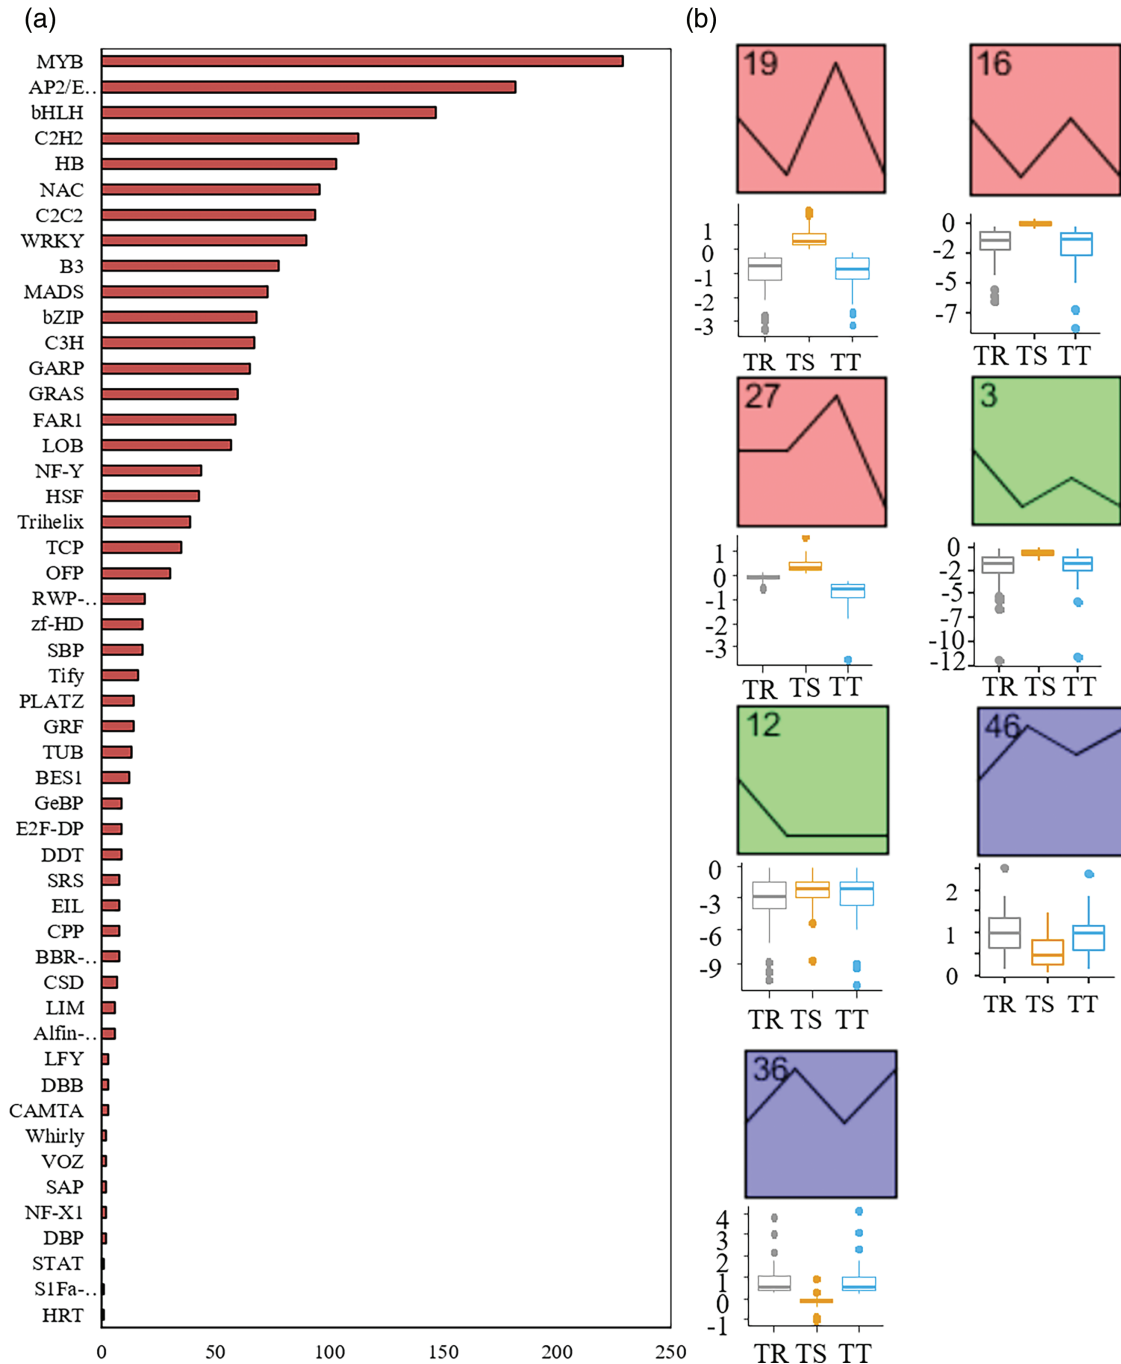 (a)
MYB
AP2/E..
bHLH
C2H2
HB
NAC
C2C2
WRKY
B3
MADS
bZIP
C3H
GARP
GRAS
FAR1
LOB
NF-Y
HSF
Trihelix
TCP
OFP
RWP-..
zf-HD
SBP
Tify
PLATZ
GRF
TUB
BES1
GeBP
E2F-DP
DDT
SRS
EIL
CPP
BBR-..
CSD
LIM
Alfin-..
LFY
DBB
CAMTA
Whirly
VOZ
SAP
NF-X1
DBP
STAT
S1Fa-..
HRT
0 50 100 150 200 250
(b)
19
1
0
-1
-2
-3
TR TS TT
16
0
-2
-5
-7
TR TS TT
27
1
0
-1
-2
-3
TR TS TT
3
0
-2
-5
-7
-10
-12
TR TS TT
12
0
-3
-6
-9
TR TS TT
46
2
1
0
TR TS TT
36
4
3
2
1
0
-1
TR TS TT